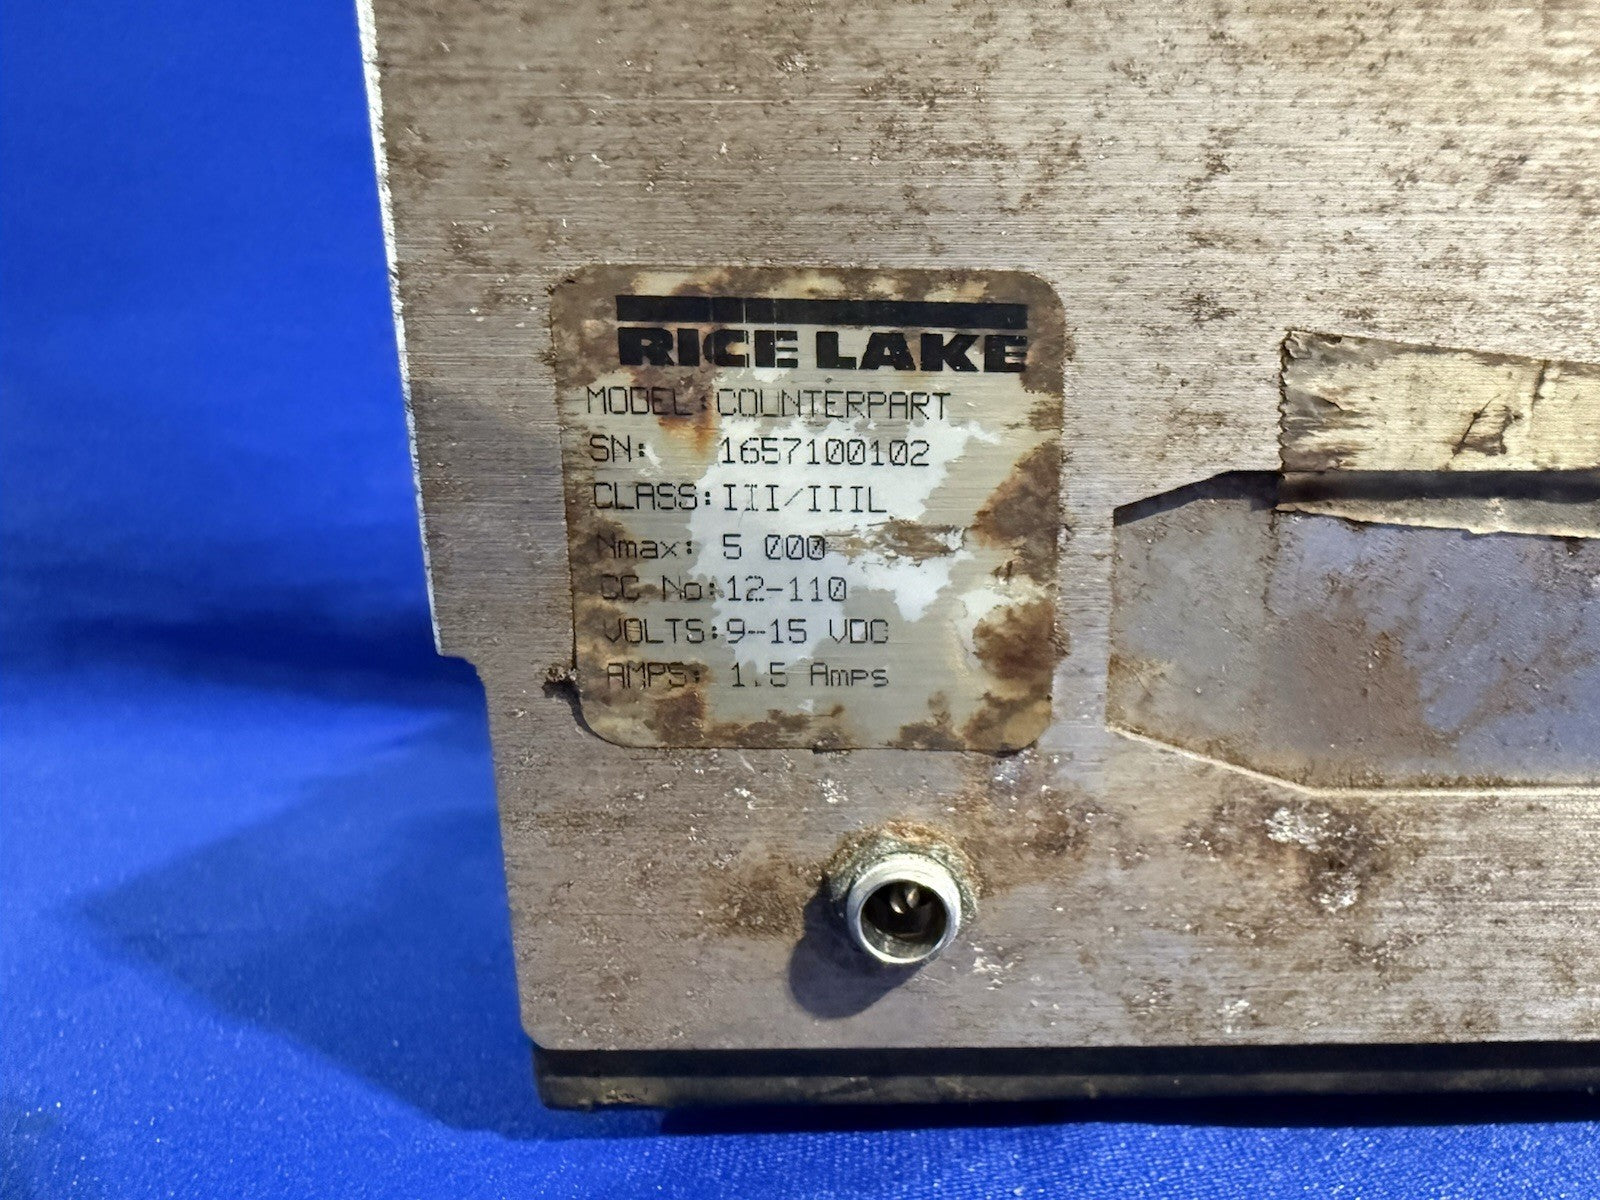 RICE LAKE
MODEL: COUNTERPART
SN: 1657100102
CLASS: III/IIIL
Nmax: 5 000
CC No: 12-110
VOLTS: 9-15 VDC
AMPS: 1.5 Amps